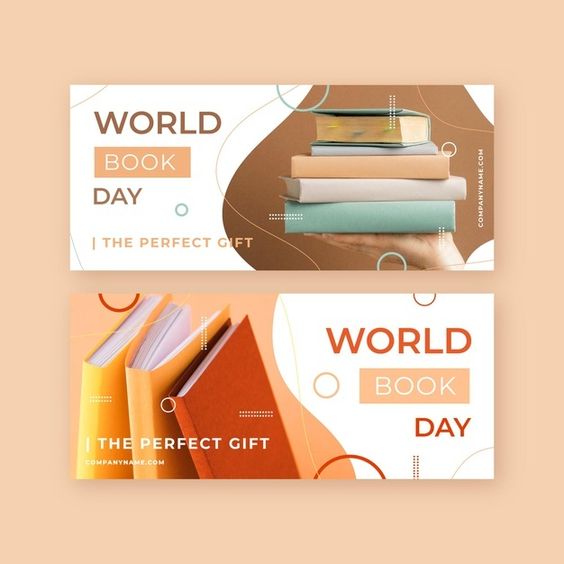 WORLD
BOOK
DAY
| THE PERFECT GIFT
COMPANYNAME.COM
WORLD
BOOK
DAY
| THE PERFECT GIFT
COMPANYNAME.COM